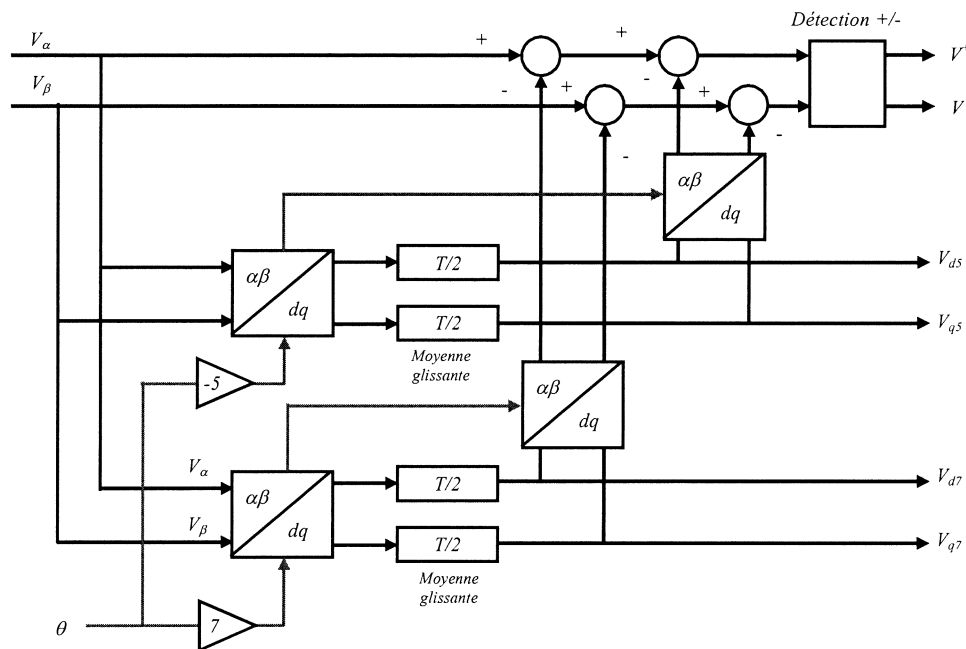 Détection +/-
Vα + + V+
Vβ - + - + V
- -
αβ
dq
αβ T/2 Vd5
dq T/2 Vq5
Moyenne
glissante
αβ
-5
dq
Vα αβ T/2 Vd7
Vβ dq T/2 Vq7
Moyenne
glissante
θ 7